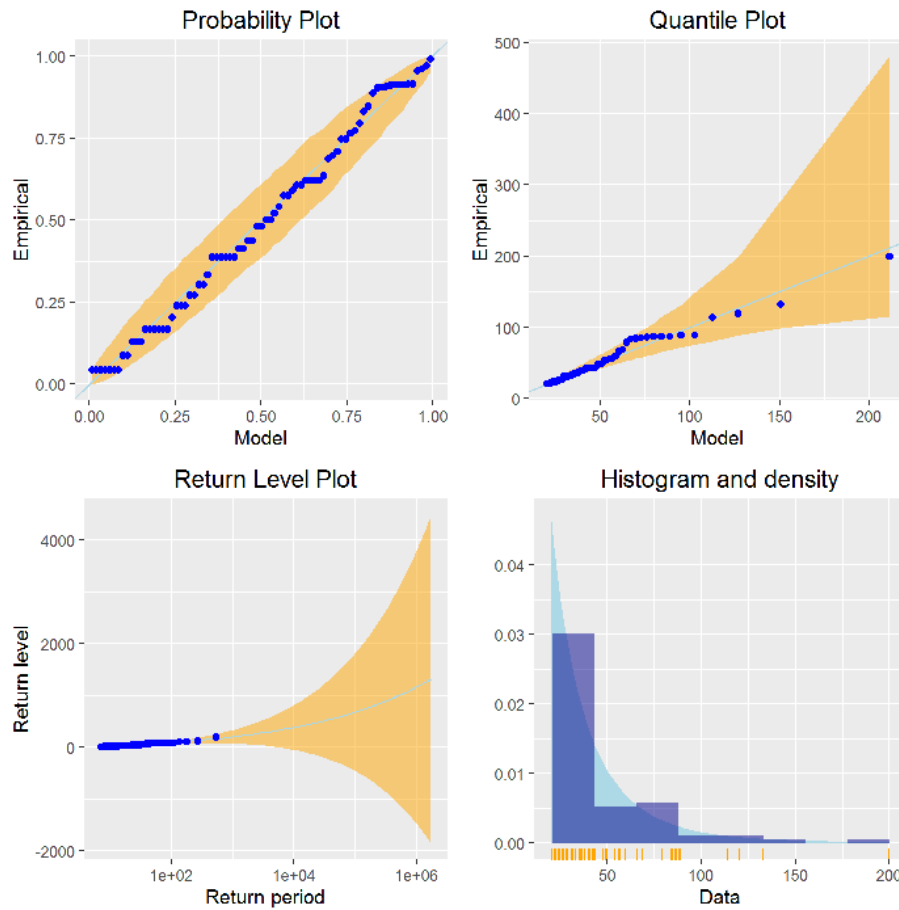 Probability Plot
1.00
0.75
0.50
0.25
0.00
Empirical
0.00 0.25 0.50 0.75 1.00
Model
Quantile Plot
500
400
300
200
100
0
Empirical
50 100 150 200
Model
Return Level Plot
4000
2000
0
-2000
Return level
1e+02 1e+04 1e+06
Return period
Histogram and density
0.04
0.03
0.02
0.01
0.00
50 100 150 200
Data